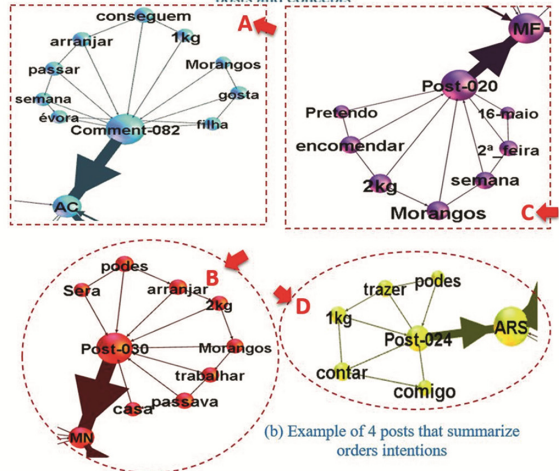 A
conseguem
arranjar
1kg
passar
Morangos
semana
gosta
évora
Comment-082
filha
AC
MF
Post-020
Pretendo
16-maio
encomendar
2ª_feira
2kg
semana
Morangos
C
B
podes
Sera
arranjar
2kg
Post-030
Morangos
trabalhar
passava
casa
MN
D
trazer
podes
1kg
ARS
Post-024
contar
comigo
(b) Example of 4 posts that summarize
orders intentions